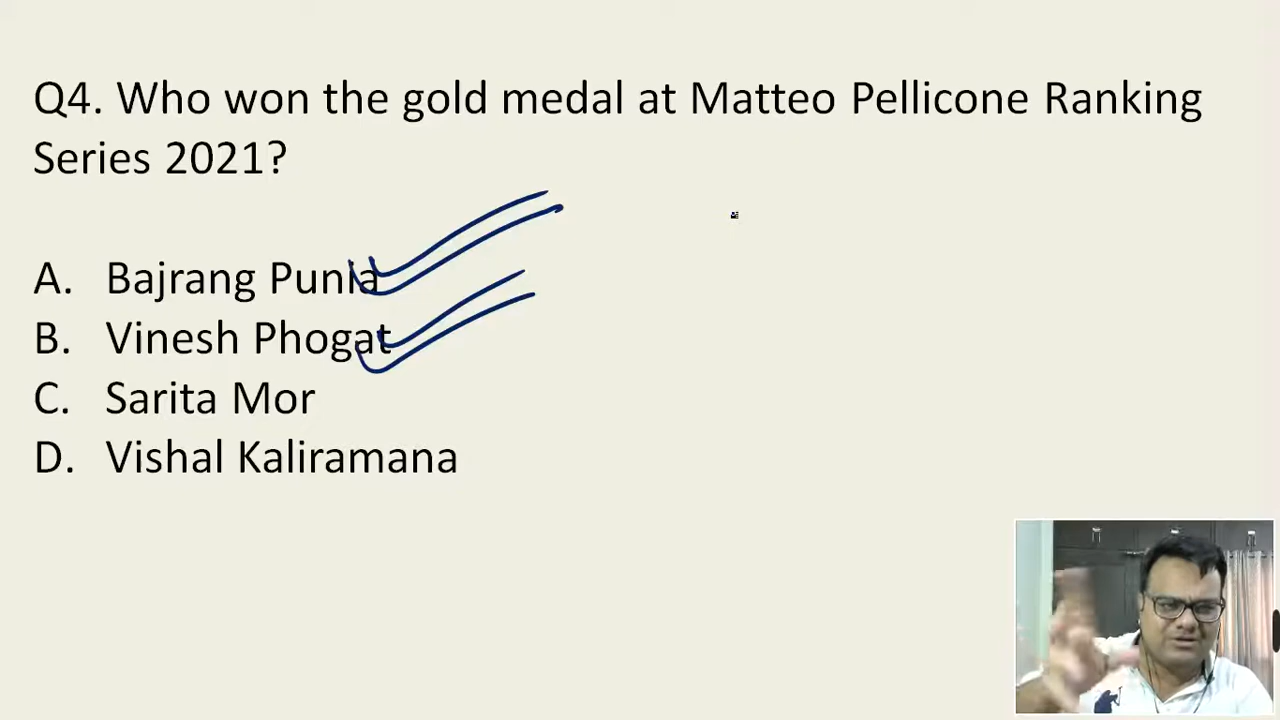 Q4. Who won the gold medal at Matteo Pellicone Ranking
Series 2021?
A. Bajrang Punia
B. Vinesh Phogat
C. Sarita Mor
D. Vishal Kaliramana